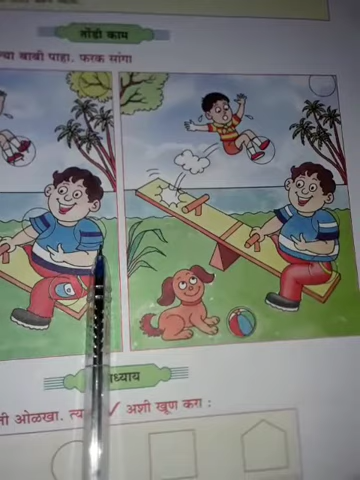 तोंडी काम
बाबी पाहा. फरक सांगा
ओळखा. ✓ अशी खूण करा :